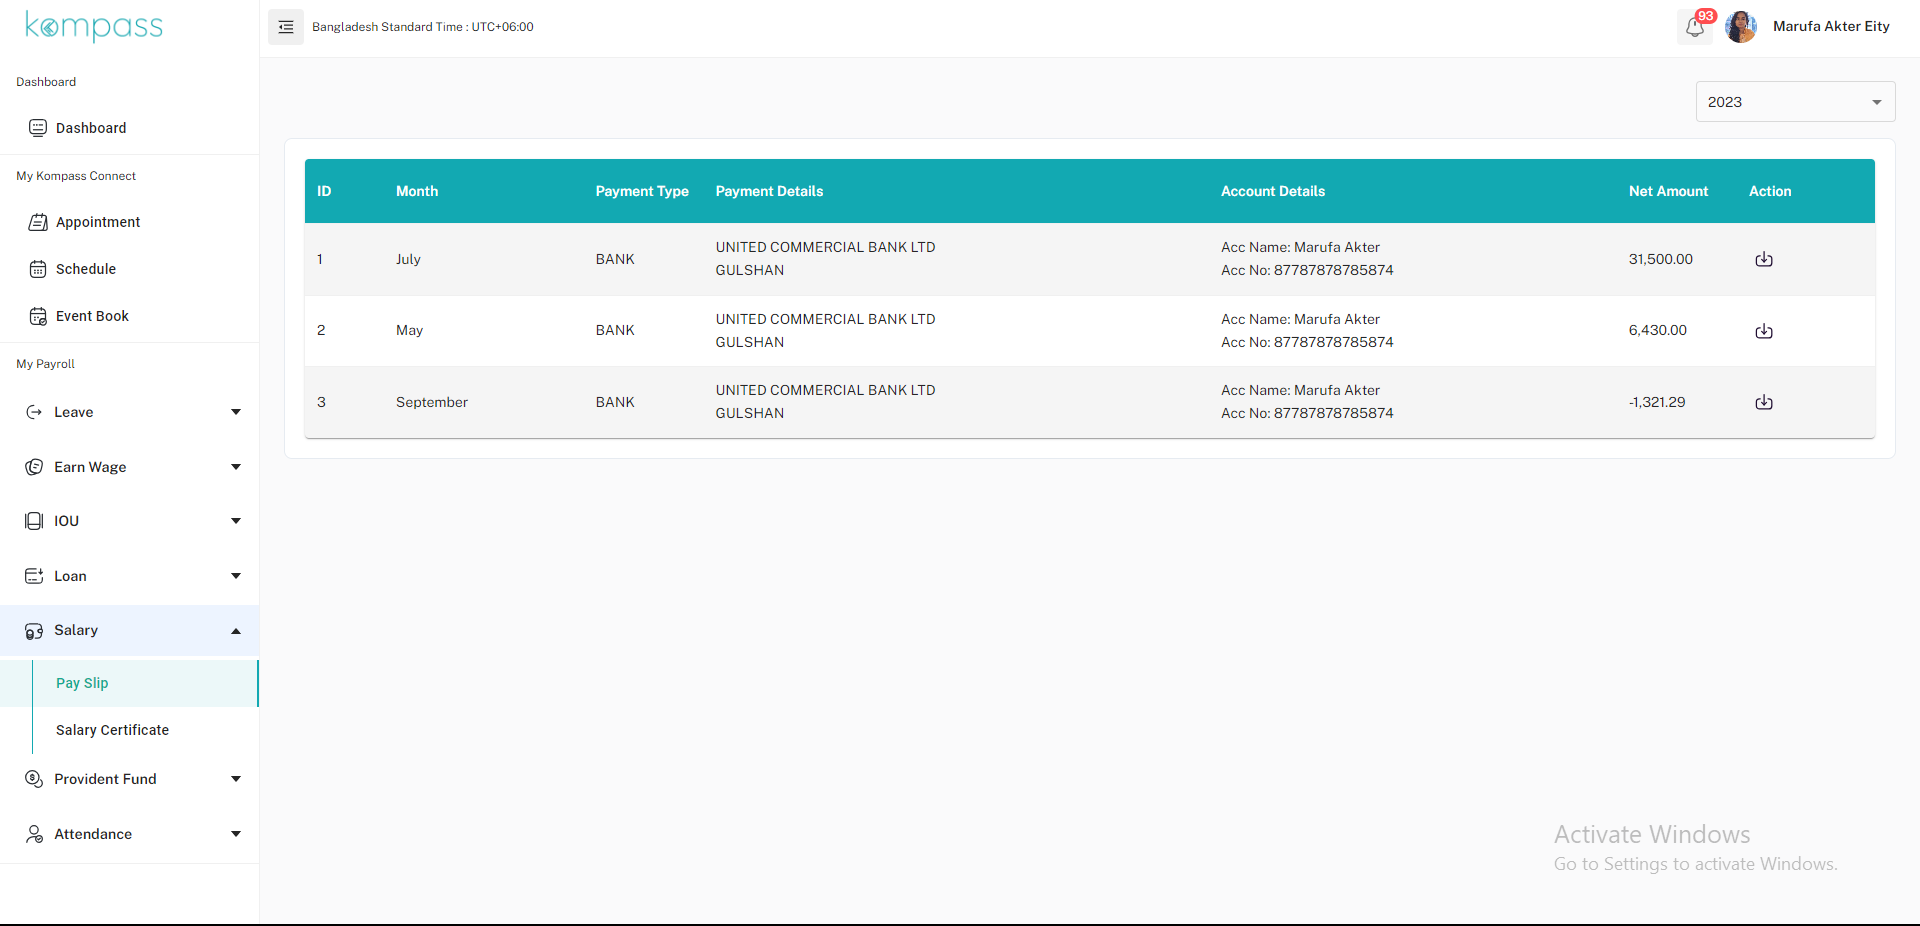 kompass
Bangladesh Standard Time : UTC+06:00
93
Marufa Akter Eity
Dashboard
Dashboard
My Kompass Connect
Appointment
Schedule
Event Book
My Payroll
Leave
Earn Wage
IOU
Loan
Salary
Pay Slip
Salary Certificate
Provident Fund
Attendance
2023
ID Month Payment Type Payment Details Account Details Net Amount Action
1 July BANK UNITED COMMERCIAL BANK LTD Acc Name: Marufa Akter 31,500.00
GULSHAN Acc No: 87787878785874
2 May BANK UNITED COMMERCIAL BANK LTD Acc Name: Marufa Akter 6,430.00
GULSHAN Acc No: 87787878785874
3 September BANK UNITED COMMERCIAL BANK LTD Acc Name: Marufa Akter -1,321.29
GULSHAN Acc No: 87787878785874
Activate Windows
Go to Settings to activate Windows.